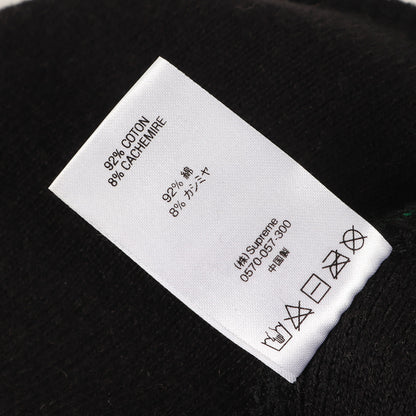 92% COTON
8% CACHEMIRE
92% 綿
8% カシミヤ
(株) Supreme
0570-057-300
中国製